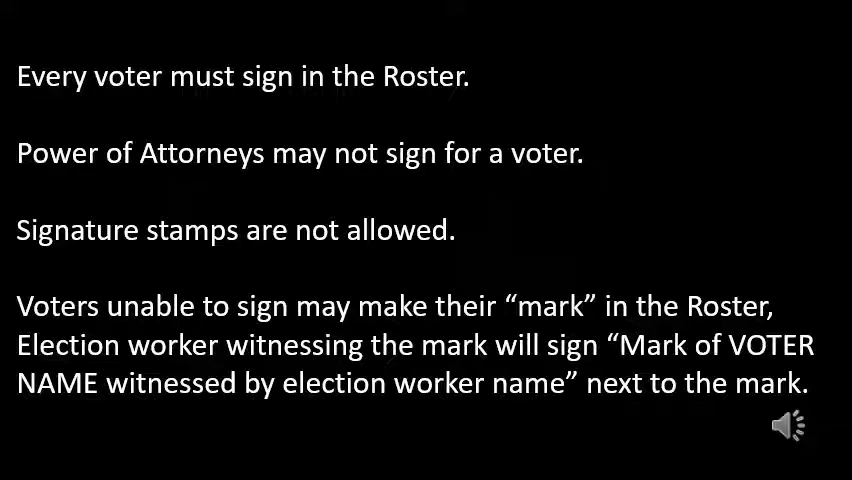 Every voter must sign in the Roster.
Power of Attorneys may not sign for a voter.
Signature stamps are not allowed.
Voters unable to sign may make their “mark” in the Roster,
Election worker witnessing the mark will sign “Mark of VOTER
NAME witnessed by election worker name” next to the mark.